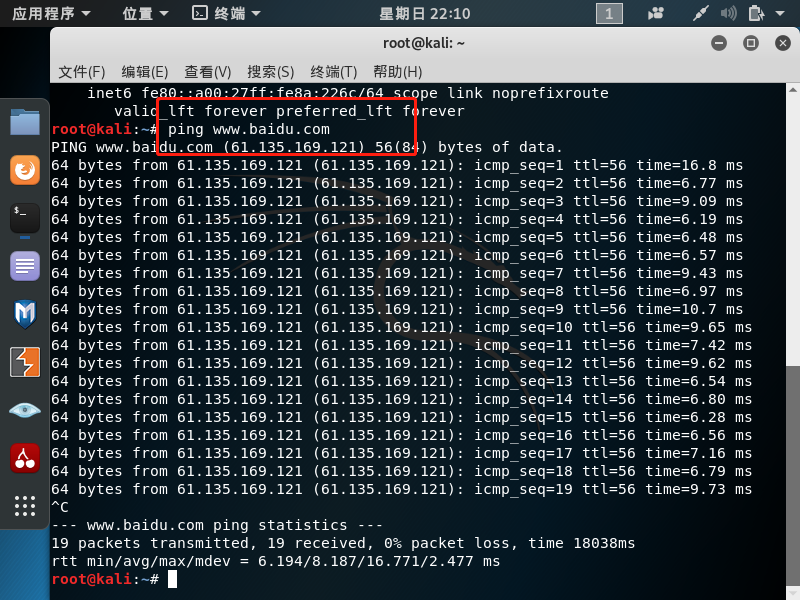 应用程序 位置 终端 星期日 22:10 1
root@kali: ~
文件(F) 编辑(E) 查看(V) 搜索(S) 终端(T) 帮助(H)
inet6 fe80::a00:27ff:fe8a:226c/64 scope link noprefixroute
valid_lft forever preferred_lft forever
root@kali:~# ping www.baidu.com
PING www.baidu.com (61.135.169.121) 56(84) bytes of data.
64 bytes from 61.135.169.121 (61.135.169.121): icmp_seq=1 ttl=56 time=16.8 ms
64 bytes from 61.135.169.121 (61.135.169.121): icmp_seq=2 ttl=56 time=6.77 ms
64 bytes from 61.135.169.121 (61.135.169.121): icmp_seq=3 ttl=56 time=9.09 ms
64 bytes from 61.135.169.121 (61.135.169.121): icmp_seq=4 ttl=56 time=6.19 ms
64 bytes from 61.135.169.121 (61.135.169.121): icmp_seq=5 ttl=56 time=6.48 ms
64 bytes from 61.135.169.121 (61.135.169.121): icmp_seq=6 ttl=56 time=6.57 ms
64 bytes from 61.135.169.121 (61.135.169.121): icmp_seq=7 ttl=56 time=9.43 ms
64 bytes from 61.135.169.121 (61.135.169.121): icmp_seq=8 ttl=56 time=6.97 ms
64 bytes from 61.135.169.121 (61.135.169.121): icmp_seq=9 ttl=56 time=10.7 ms
64 bytes from 61.135.169.121 (61.135.169.121): icmp_seq=10 ttl=56 time=9.65 ms
64 bytes from 61.135.169.121 (61.135.169.121): icmp_seq=11 ttl=56 time=7.42 ms
64 bytes from 61.135.169.121 (61.135.169.121): icmp_seq=12 ttl=56 time=9.62 ms
64 bytes from 61.135.169.121 (61.135.169.121): icmp_seq=13 ttl=56 time=6.54 ms
64 bytes from 61.135.169.121 (61.135.169.121): icmp_seq=14 ttl=56 time=6.80 ms
64 bytes from 61.135.169.121 (61.135.169.121): icmp_seq=15 ttl=56 time=6.28 ms
64 bytes from 61.135.169.121 (61.135.169.121): icmp_seq=16 ttl=56 time=6.56 ms
64 bytes from 61.135.169.121 (61.135.169.121): icmp_seq=17 ttl=56 time=7.16 ms
64 bytes from 61.135.169.121 (61.135.169.121): icmp_seq=18 ttl=56 time=6.79 ms
64 bytes from 61.135.169.121 (61.135.169.121): icmp_seq=19 ttl=56 time=9.73 ms
^C
--- www.baidu.com ping statistics ---
19 packets transmitted, 19 received, 0% packet loss, time 18038ms
rtt min/avg/max/mdev = 6.194/8.187/16.771/2.477 ms
root@kali:~#